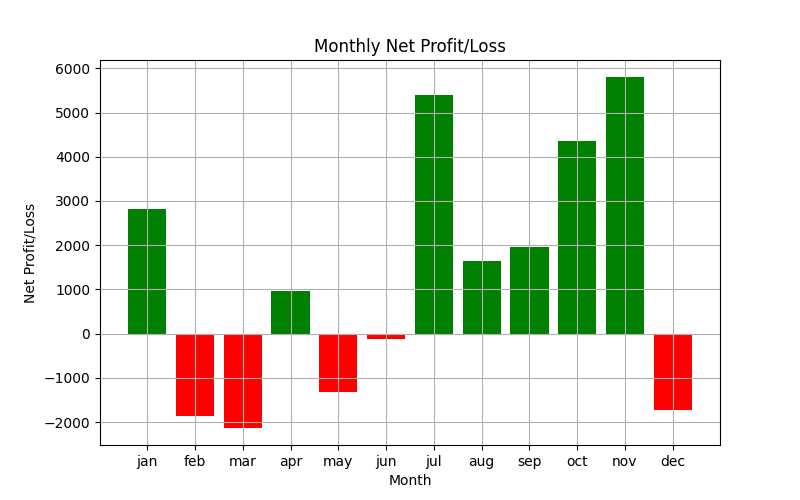 Monthly Net Profit/Loss
6000
5000
4000
3000
2000
1000
0
−1000
−2000
Net Profit/Loss
jan feb mar apr may jun jul aug sep oct nov dec
Month